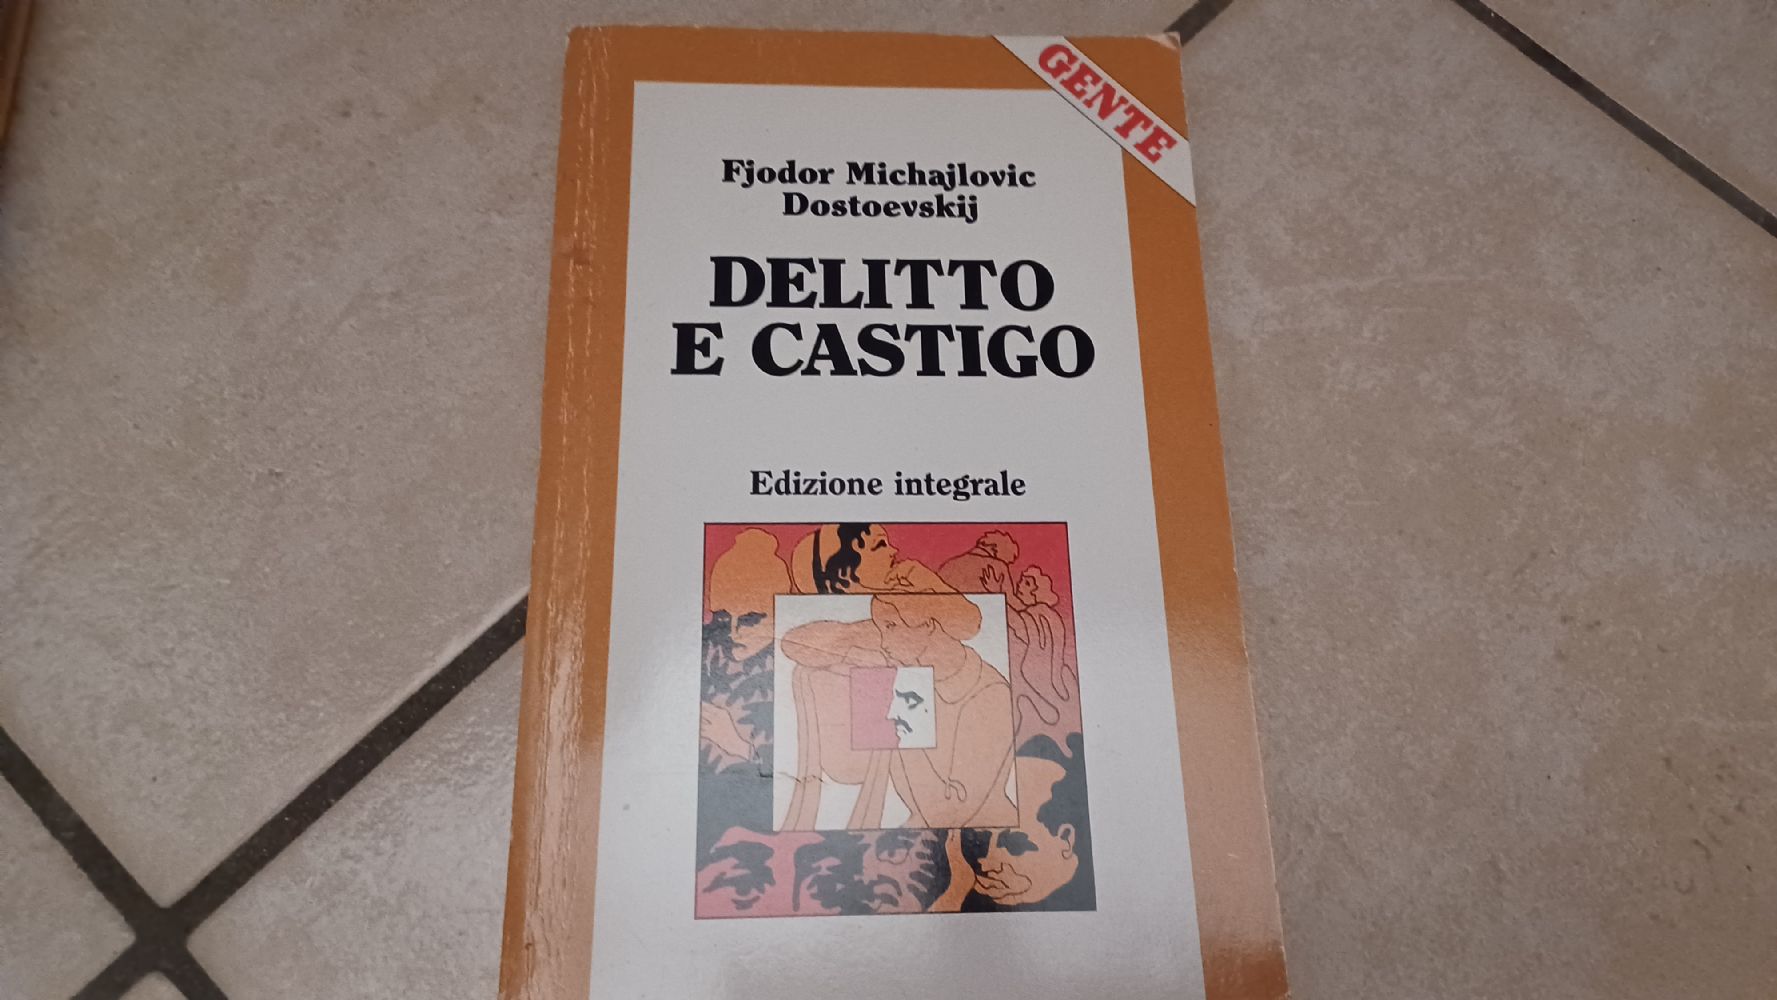 GENTE
Fjodor Michajlovic
Dostoevskij
DELITTO
E CASTIGO
Edizione integrale